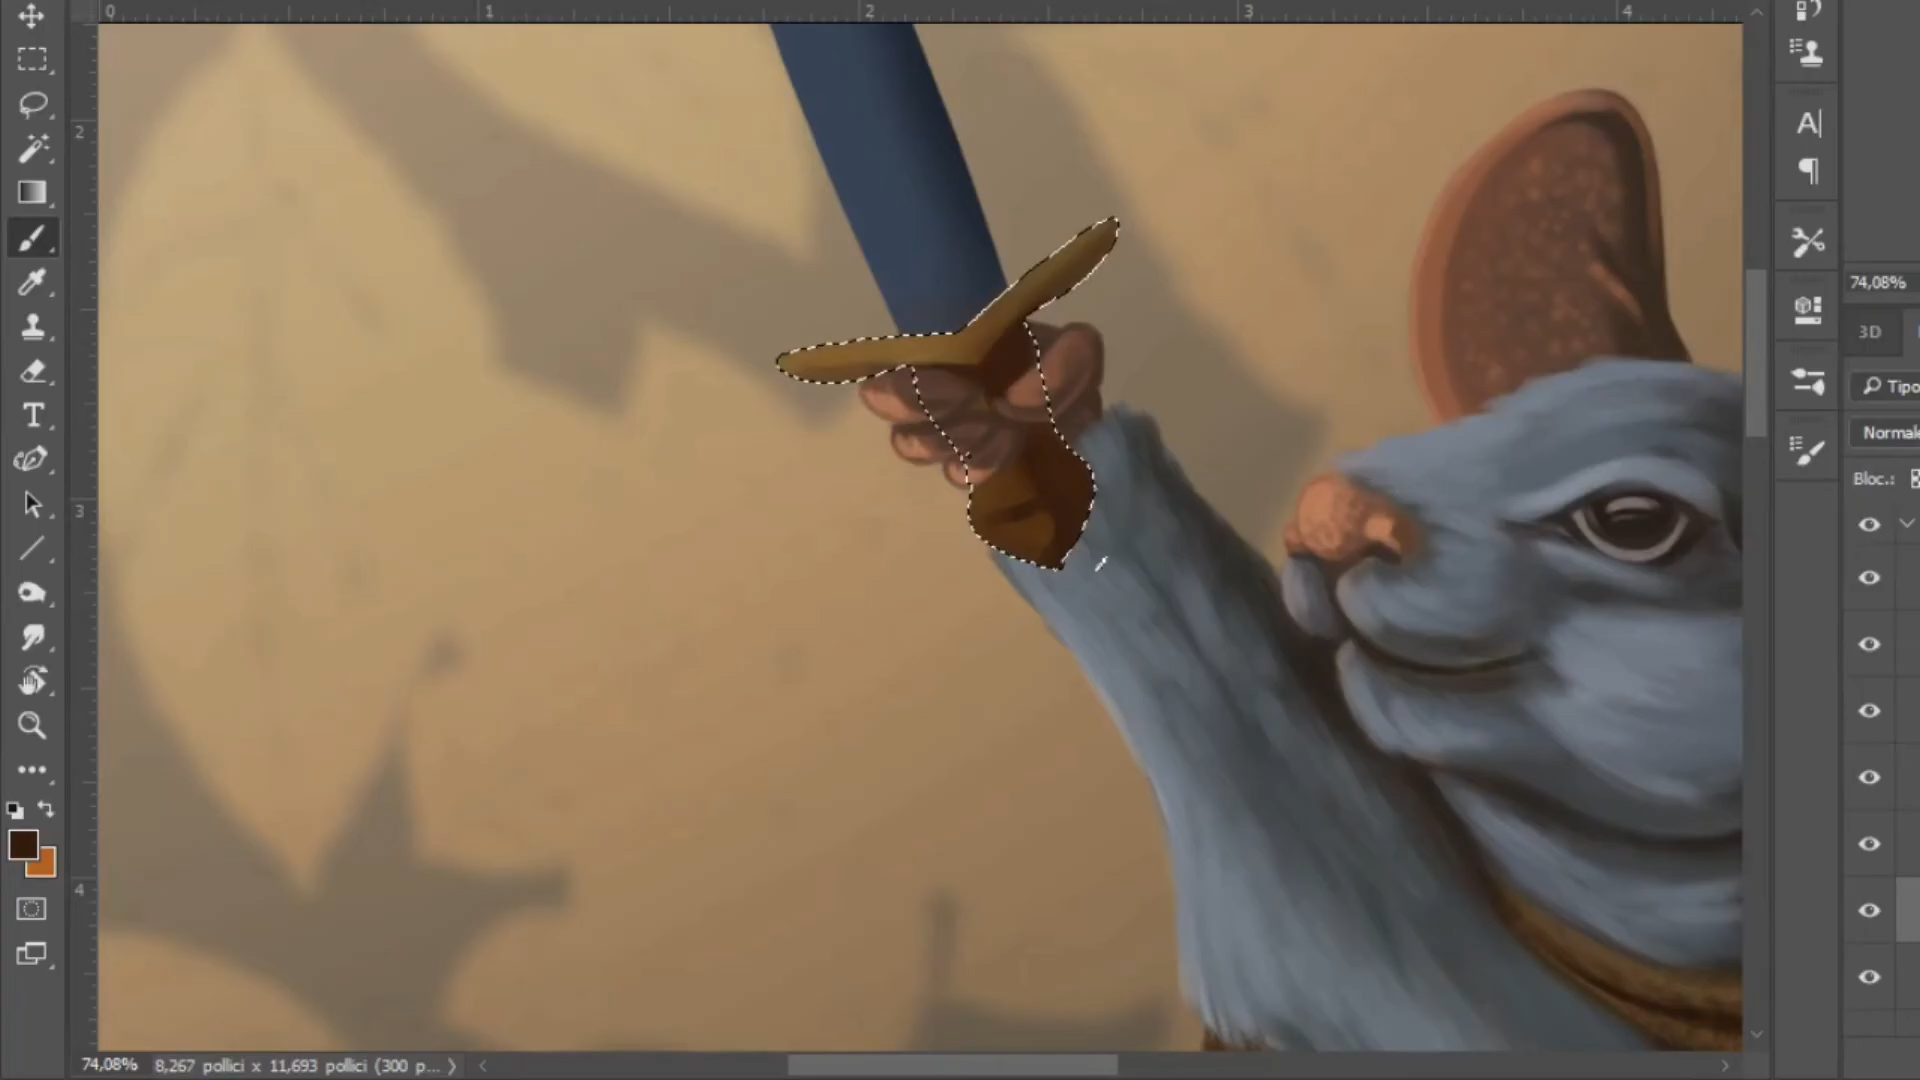 0 1 2 3 4
2
3
4
T
A|
¶
74,08%
3D
Tipo
Normale
Bloc.:
74,08% 8,267 pollici x 11,693 pollici (300 p...